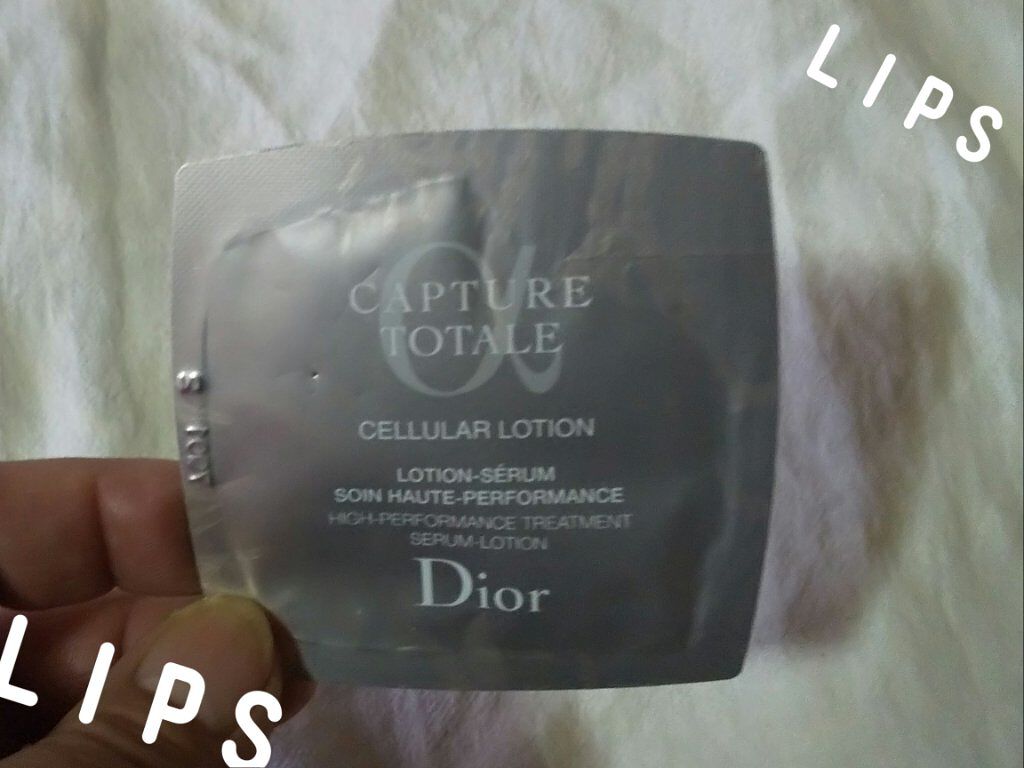 LIPS
CAPTURE
TOTALE
CELLULAR LOTION
LOTION-SÉRUM
SOIN HAUTE-PERFORMANCE
HIGH-PERFORMANCE TREATMENT
SERUM-LOTION
Dior
LIPS